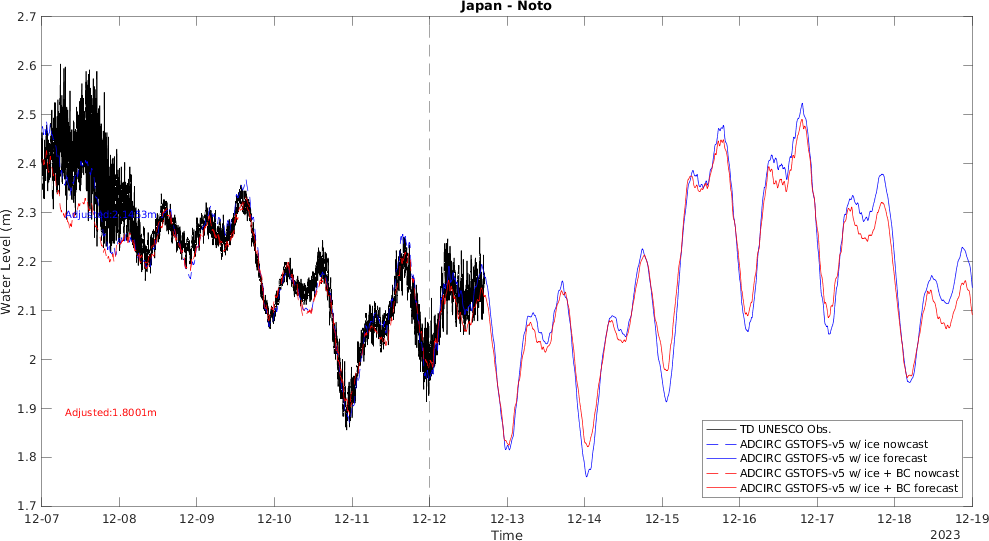 Japan - Noto
2.7
2.6
2.5
2.4
2.3
2.2
2.1
2
1.9
1.8
1.7
Water Level (m)
Adjusted:1.8001m
TD UNESCO Obs.
ADCIRC GSTOFS-v5 w/ ice nowcast
ADCIRC GSTOFS-v5 w/ ice forecast
ADCIRC GSTOFS-v5 w/ ice + BC nowcast
ADCIRC GSTOFS-v5 w/ ice + BC forecast
12-07 12-08 12-09 12-10 12-11 12-12 12-13 12-14 12-15 12-16 12-17 12-18 12-19
Time
2023